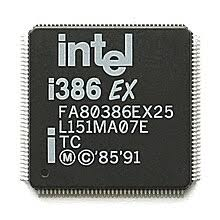 intel
i386 EX
FA80386EX25
L151MA07E
i TC
Ⓜ ©'85'91